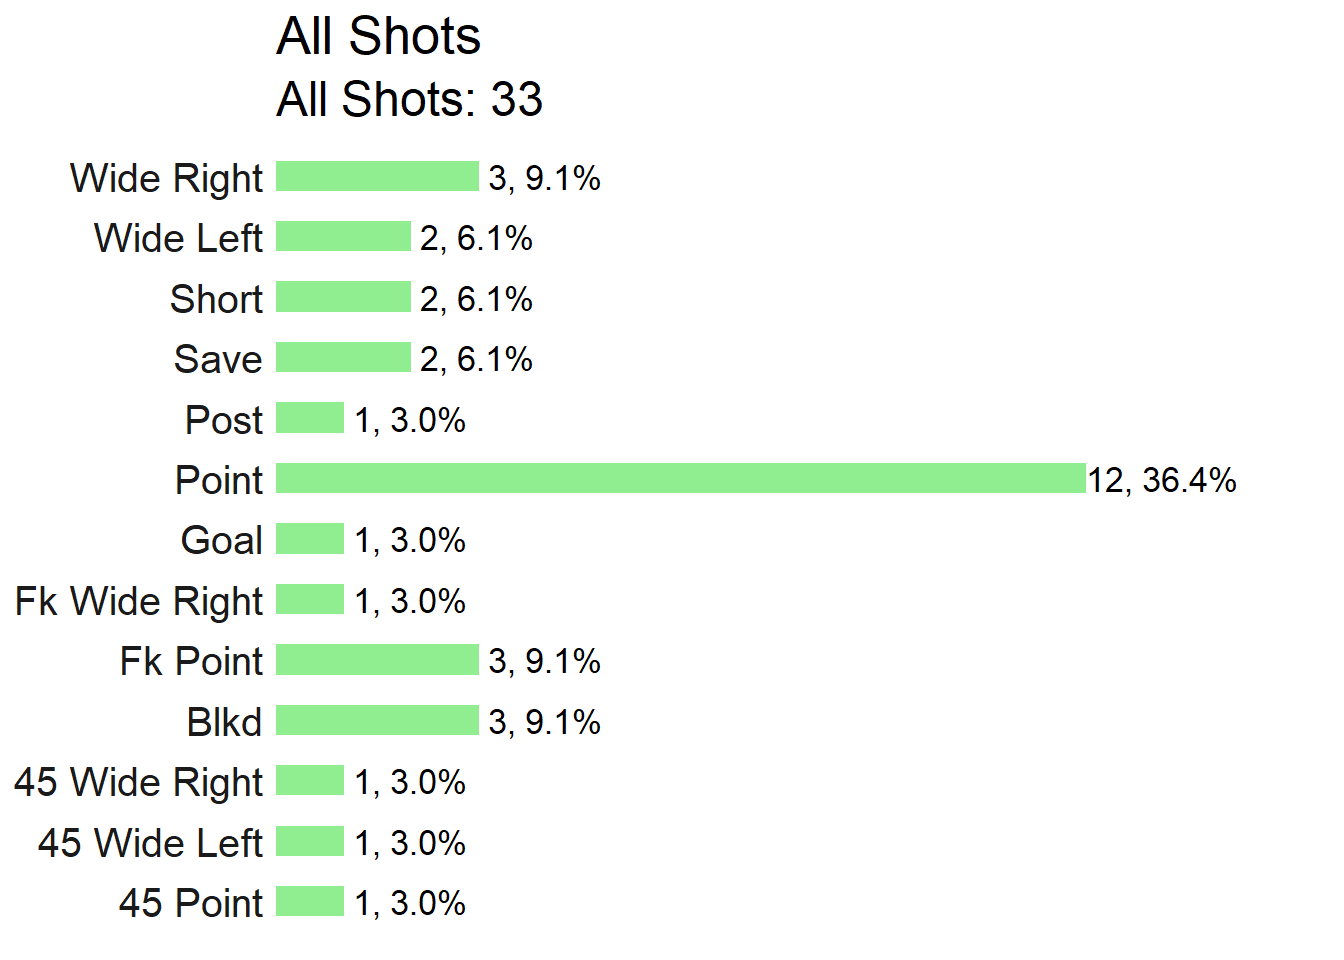 All Shots
All Shots: 33
Wide Right 3, 9.1%
Wide Left 2, 6.1%
Short 2, 6.1%
Save 2, 6.1%
Post 1, 3.0%
Point 12, 36.4%
Goal 1, 3.0%
Fk Wide Right 1, 3.0%
Fk Point 3, 9.1%
Blkd 3, 9.1%
45 Wide Right 1, 3.0%
45 Wide Left 1, 3.0%
45 Point 1, 3.0%